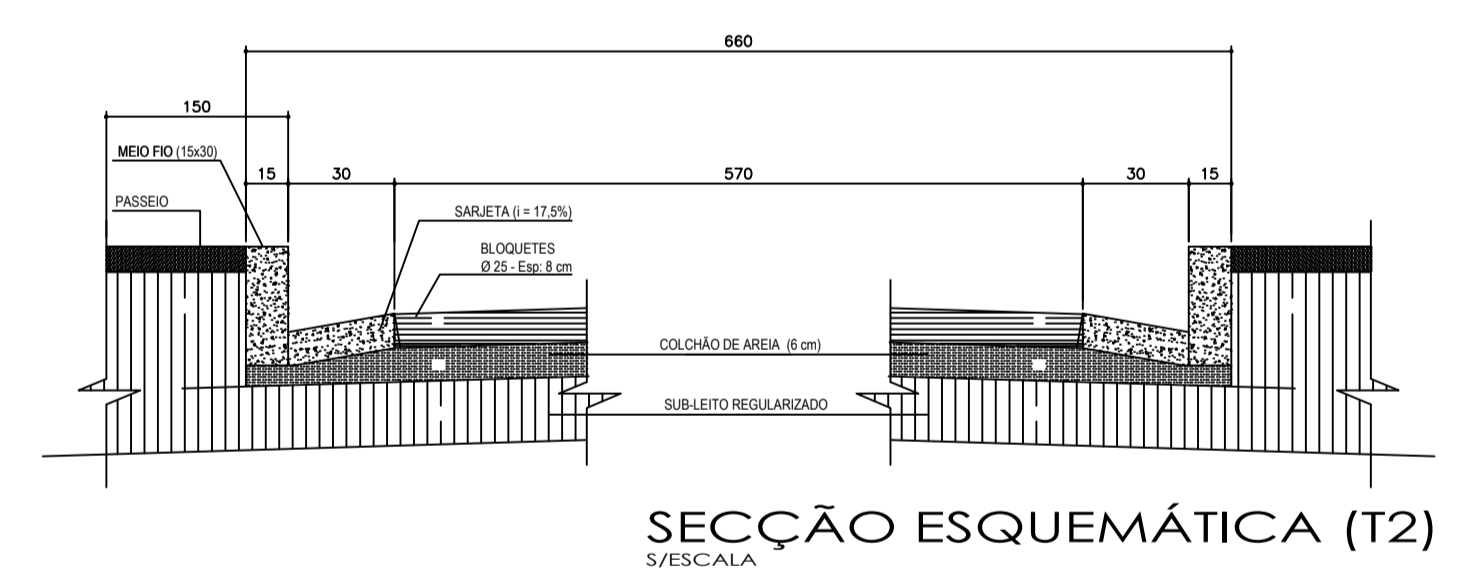 660
150
MEIO FIO (15x30)
15 30 570 30 15
PASSEIO
SARJETA (i = 17,5%)
BLOQUETES
Ø 25 - Esp: 8 cm
COLCHÃO DE AREIA (6 cm)
SUB-LEITO REGULARIZADO
SECÇÃO ESQUEMÁTICA (T2)
S/ESCALA